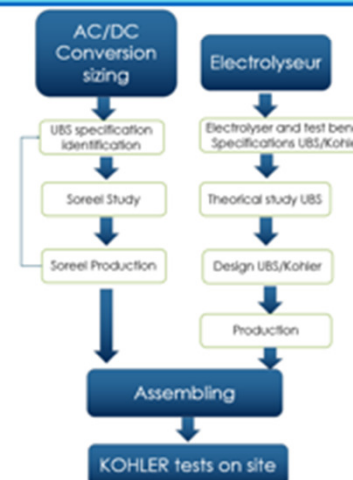 AC/DC
Conversion
sizing
UBS specification
identification
Soreel Study
Soreel Production
Electrolyseur
Electrolyser and test ben
Specifications UBS/Kohle
Theorical study UBS
Design UBS/Kohler
Production
Assembling
KOHLER tests on site